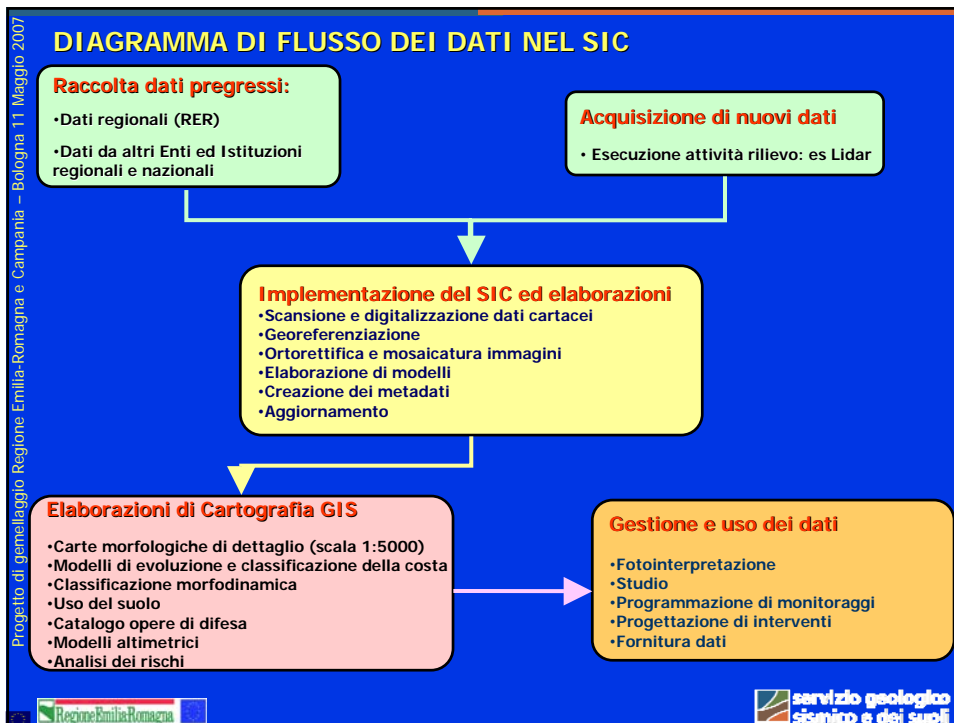 DIAGRAMMA DI FLUSSO DEI DATI NEL SIC
Progetto di gemellaggio Regione Emilia-Romagna e Campania – Bologna 11 Maggio 2007
Raccolta dati pregressi:
•Dati regionali (RER)
•Dati da altri Enti ed Istituzioni
regionali e nazionali
Acquisizione di nuovi dati
• Esecuzione attività rilievo: es Lidar
Implementazione del SIC ed elaborazioni
•Scansione e digitalizzazione dati cartacei
•Georeferenziazione
•Ortorettifica e mosaicatura immagini
•Elaborazione di modelli
•Creazione dei metadati
•Aggiornamento
Elaborazioni di Cartografia GIS
•Carte morfologiche di dettaglio (scala 1:5000)
•Modelli di evoluzione e classificazione della costa
•Classificazione morfodinamica
•Uso del suolo
•Catalogo opere di difesa
•Modelli altimetrici
•Analisi dei rischi
Gestione e uso dei dati
•Fotointerpretazione
•Studio
•Programmazione di monitoraggi
•Progettazione di interventi
•Fornitura dati
RegioneEmiliaRomagna
servizio geologico
sismico e dei suoli